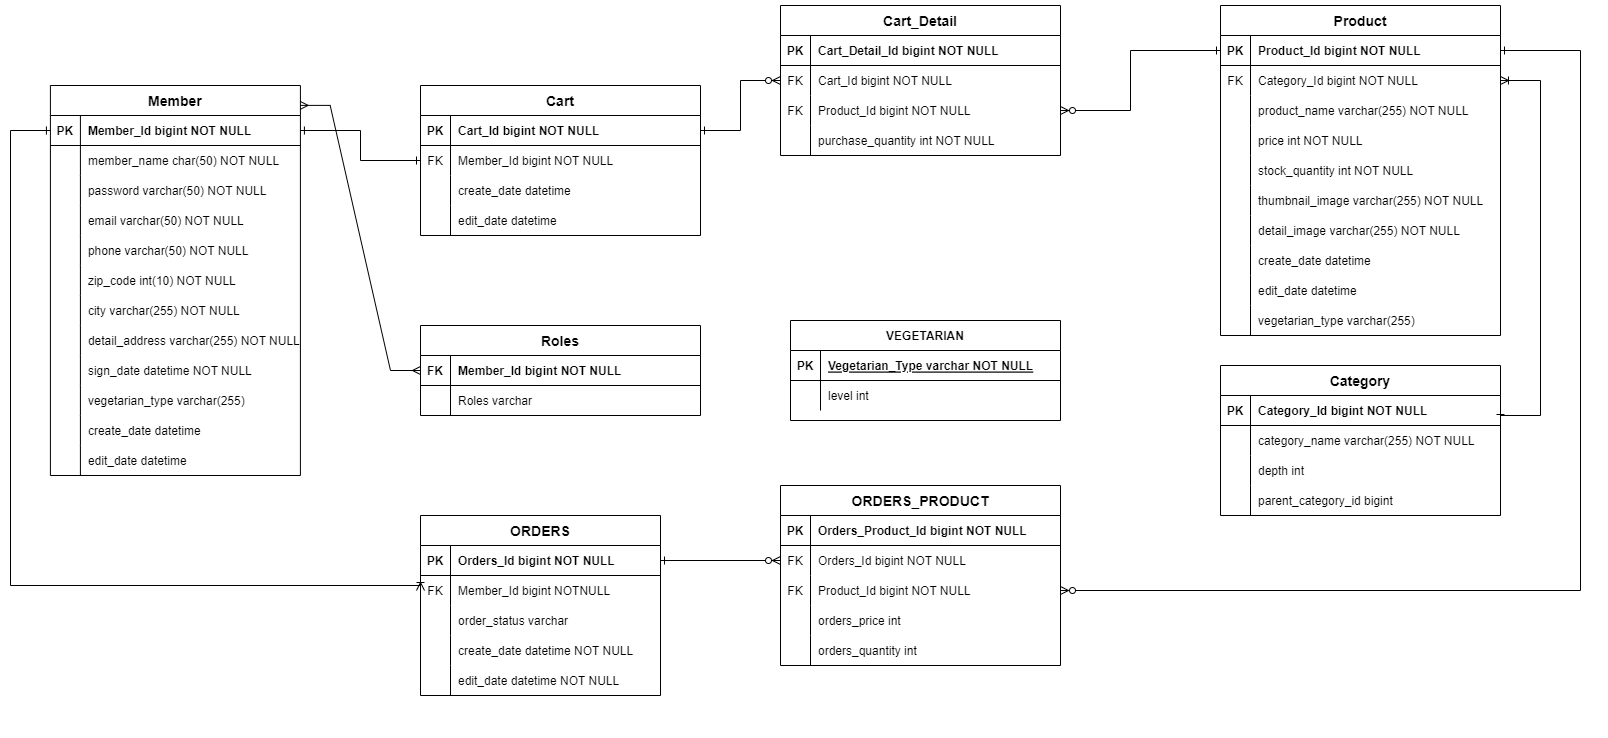 Member
PK Member_Id bigint NOT NULL
member_name char(50) NOT NULL
password varchar(50) NOT NULL
email varchar(50) NOT NULL
phone varchar(50) NOT NULL
zip_code int(10) NOT NULL
city varchar(255) NOT NULL
detail_address varchar(255) NOT NULL
sign_date datetime NOT NULL
vegetarian_type varchar(255)
create_date datetime
edit_date datetime
Cart
PK Cart_Id bigint NOT NULL
FK Member_Id bigint NOT NULL
create_date datetime
edit_date datetime
Cart_Detail
PK Cart_Detail_Id bigint NOT NULL
FK Cart_Id bigint NOT NULL
FK Product_Id bigint NOT NULL
purchase_quantity int NOT NULL
Product
PK Product_Id bigint NOT NULL
FK Category_Id bigint NOT NULL
product_name varchar(255) NOT NULL
price int NOT NULL
stock_quantity int NOT NULL
thumbnail_image varchar(255) NOT NULL
detail_image varchar(255) NOT NULL
create_date datetime
edit_date datetime
vegetarian_type varchar(255)
Roles
FK Member_Id bigint NOT NULL
Roles varchar
VEGETARIAN
PK Vegetarian_Type varchar NOT NULL
level int
Category
PK Category_Id bigint NOT NULL
category_name varchar(255) NOT NULL
depth int
parent_category_id bigint
ORDERS
PK Orders_Id bigint NOT NULL
FK Member_Id bigint NOTNULL
order_status varchar
create_date datetime NOT NULL
edit_date datetime NOT NULL
ORDERS_PRODUCT
PK Orders_Product_Id bigint NOT NULL
FK Orders_Id bigint NOT NULL
FK Product_Id bigint NOT NULL
orders_price int
orders_quantity int